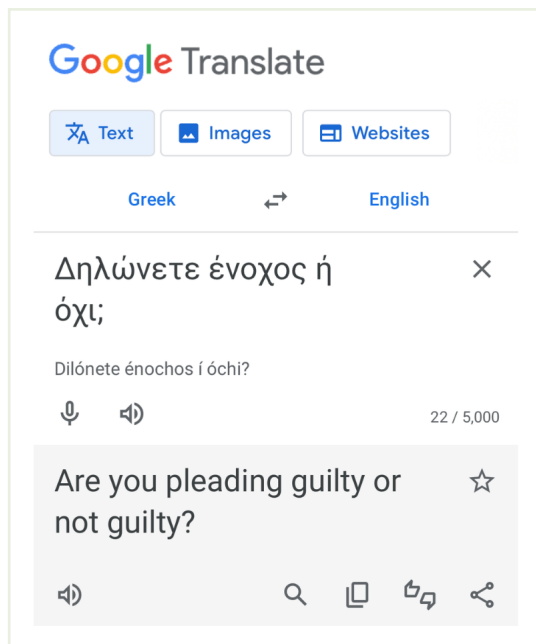 Google Translate
Text Images Websites
Greek English
Δηλώνετε ένοχος ή
όχι;
Dilónete énochos í óchi?
22 / 5,000
Are you pleading guilty or
not guilty?